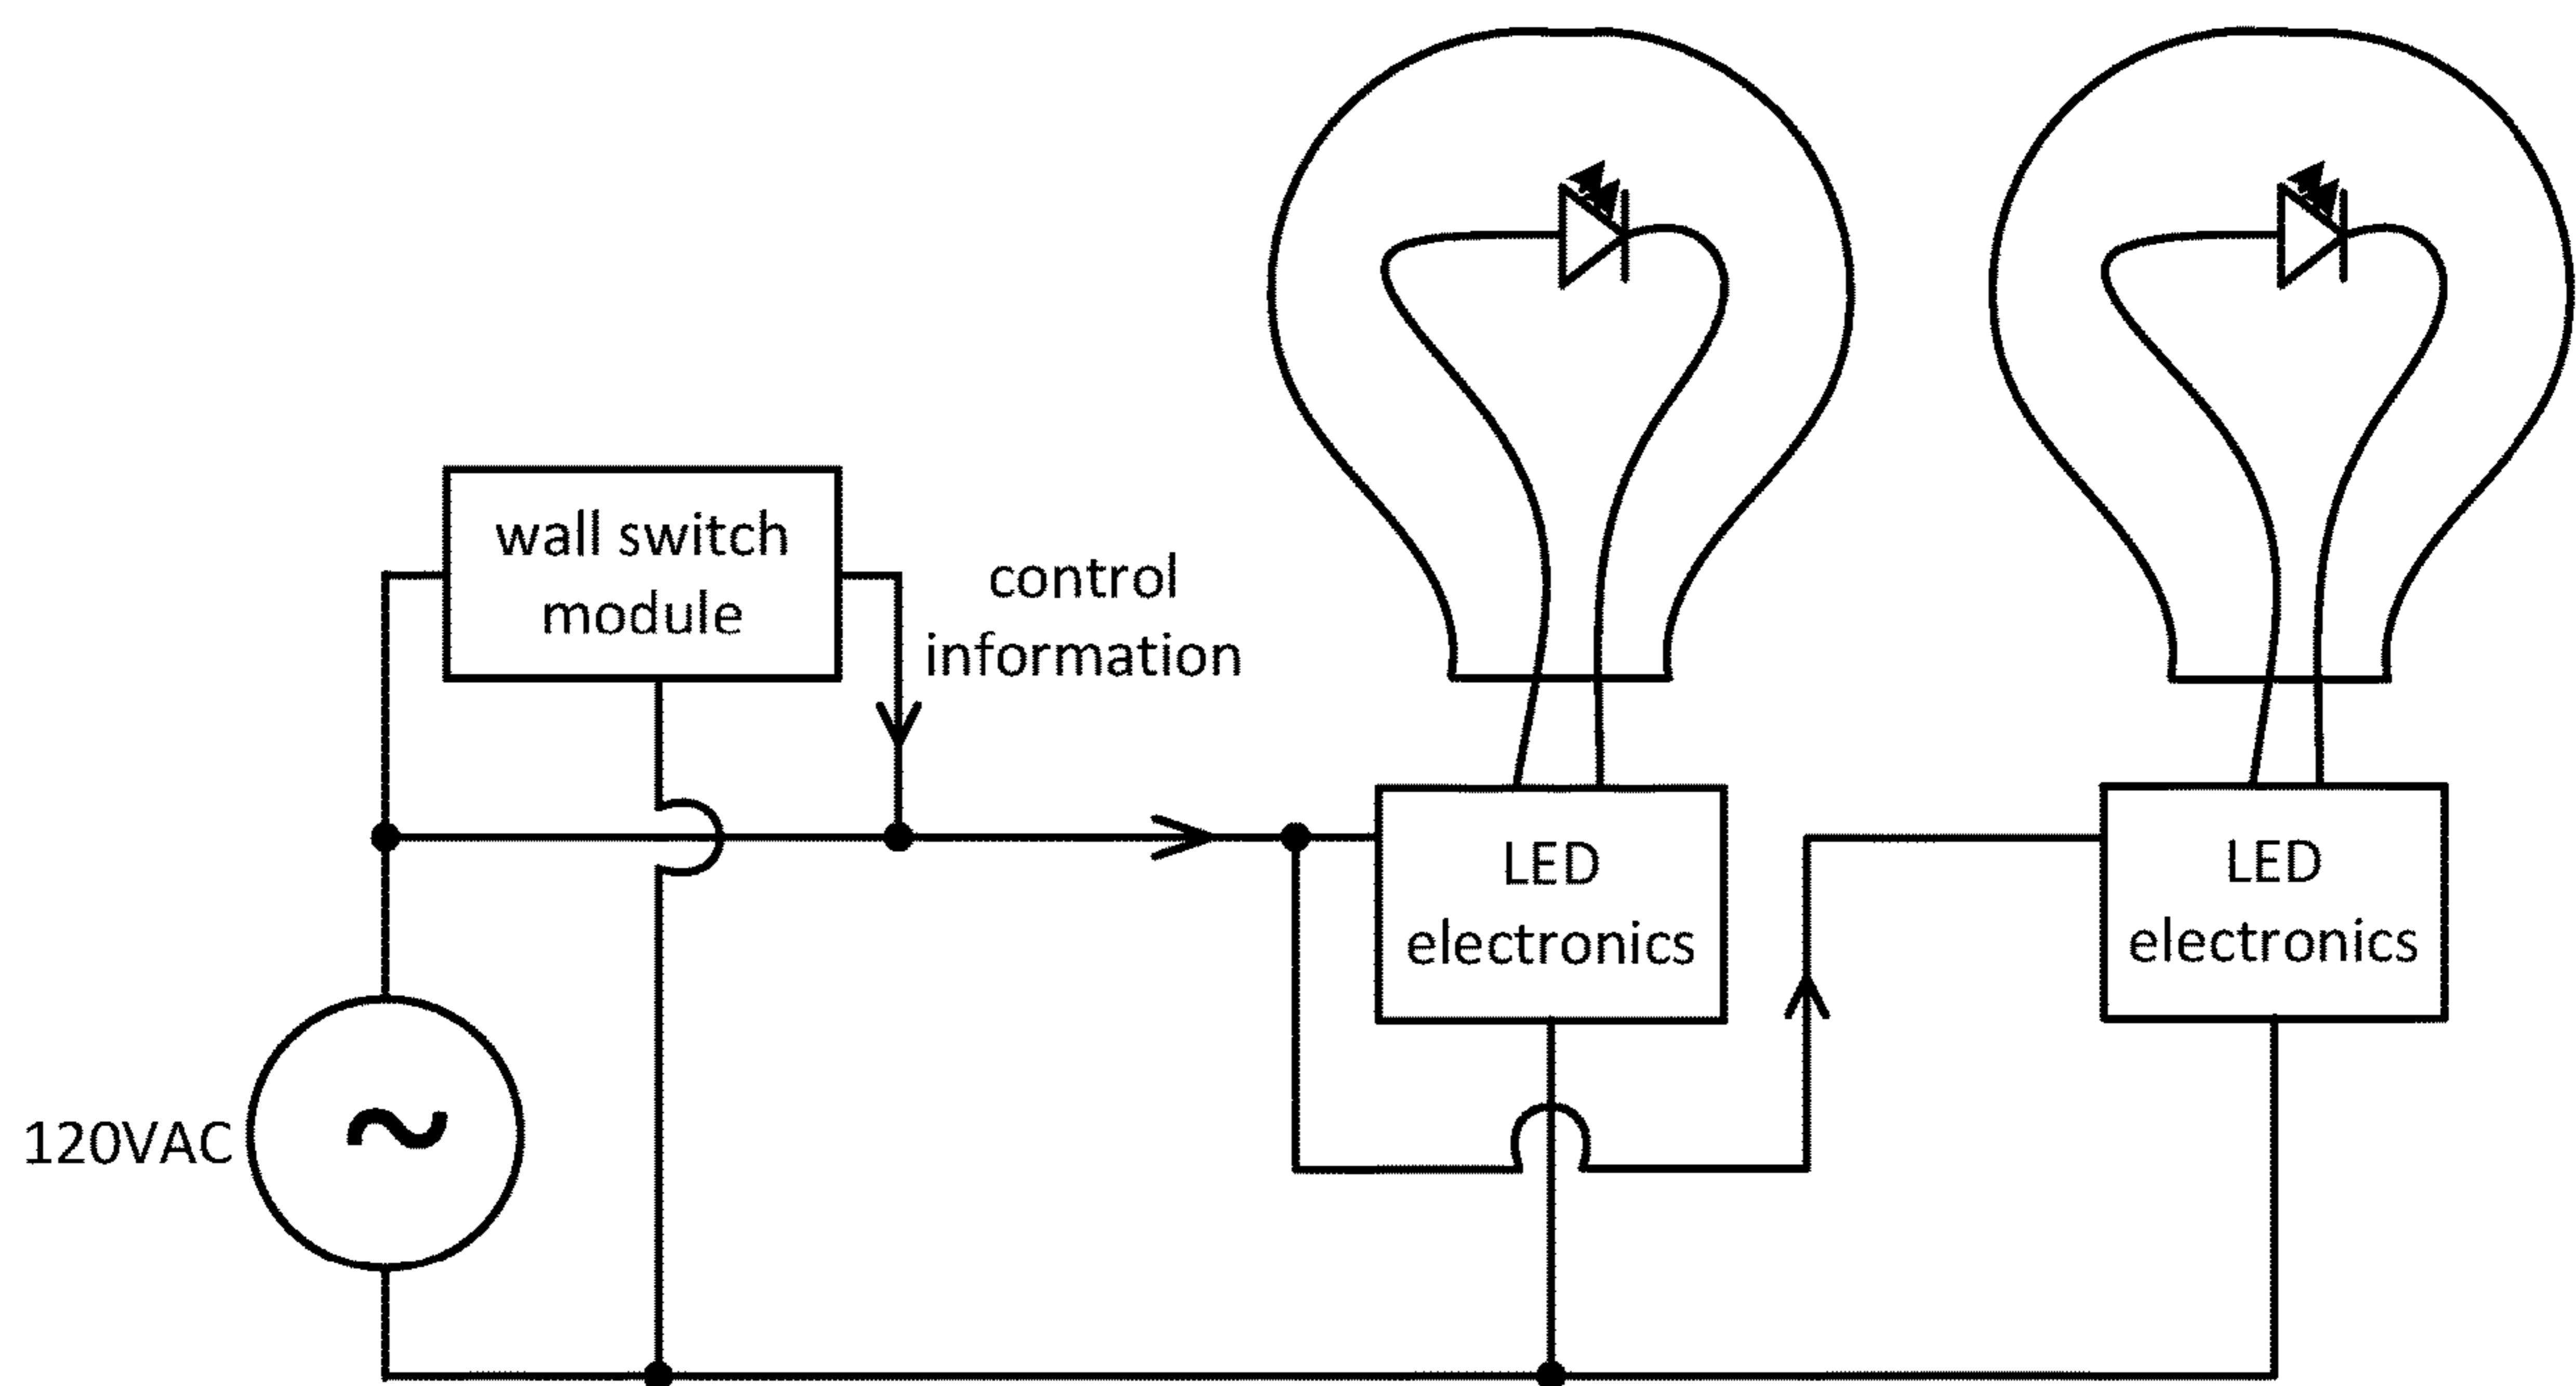 wall switch
module
control
information
LED
electronics
LED
electronics
120VAC